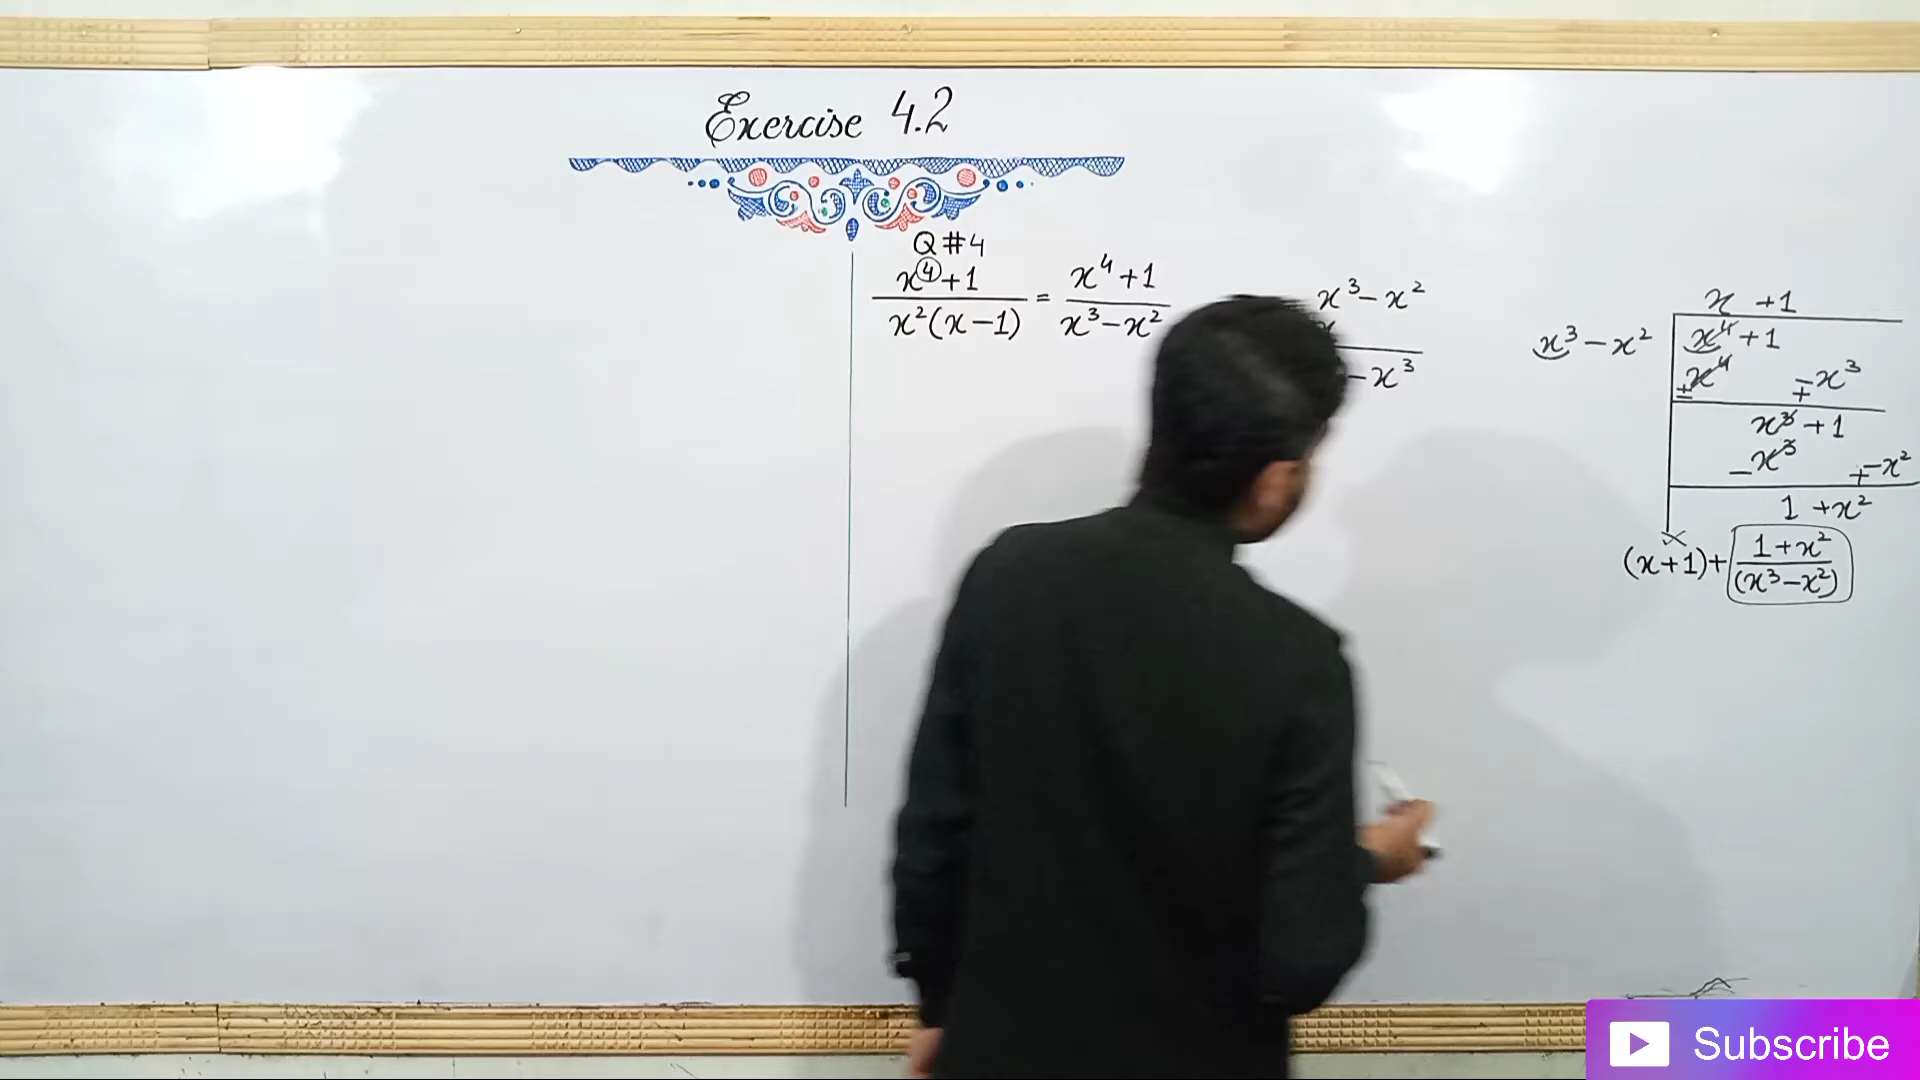 Exercise 4.2
Q#4
x⁴+1 / x²(x−1) = x⁴+1 / x³−x²
x³−x²
x
−x³
x +1
x³−x² x⁴+1
± x⁴ ∓ x³
x³+1
−x³ +−x²
1+x²
(x+1)+ 1+x² / (x³−x²)
Subscribe